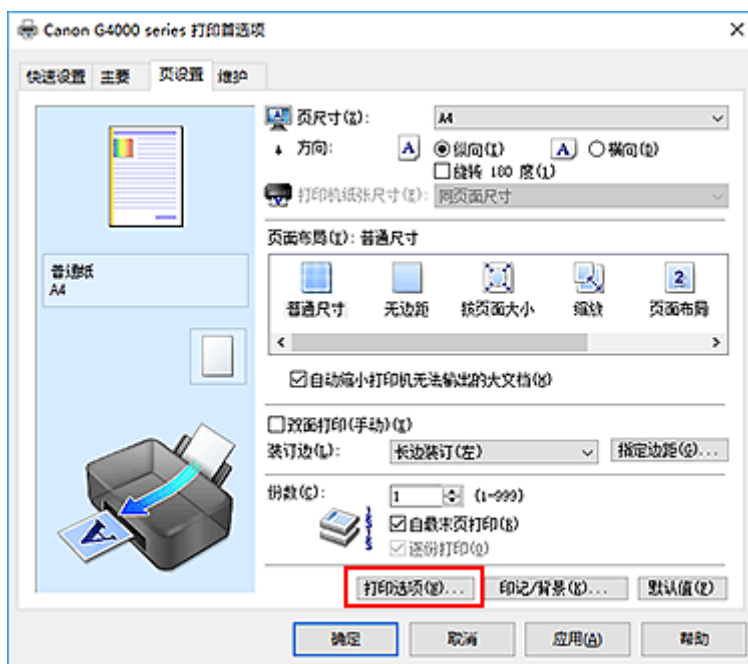 Canon G4000 series 打印首选项
快速设置 主要 页设置 维护
页尺寸(Z): A4
方向: A 纵向(I) A 横向(D)
旋转 180 度(1)
打印机纸张尺寸(E): 同页面尺寸
页面布局(Y): 普通尺寸
普通纸
A4
2
普通尺寸 无边距 按页面大小 缩放 页面布局
自动缩小打印机无法输出的大文档(W)
双面打印(手动)(X)
装订边(L): 长边装订(左) 指定边距(G)...
份数(C): 1 (1-999)
自最末页打印(R)
逐份打印(O)
打印选项(N)... 印记/背景(K)... 默认值(F)
确定 取消 应用(A) 帮助